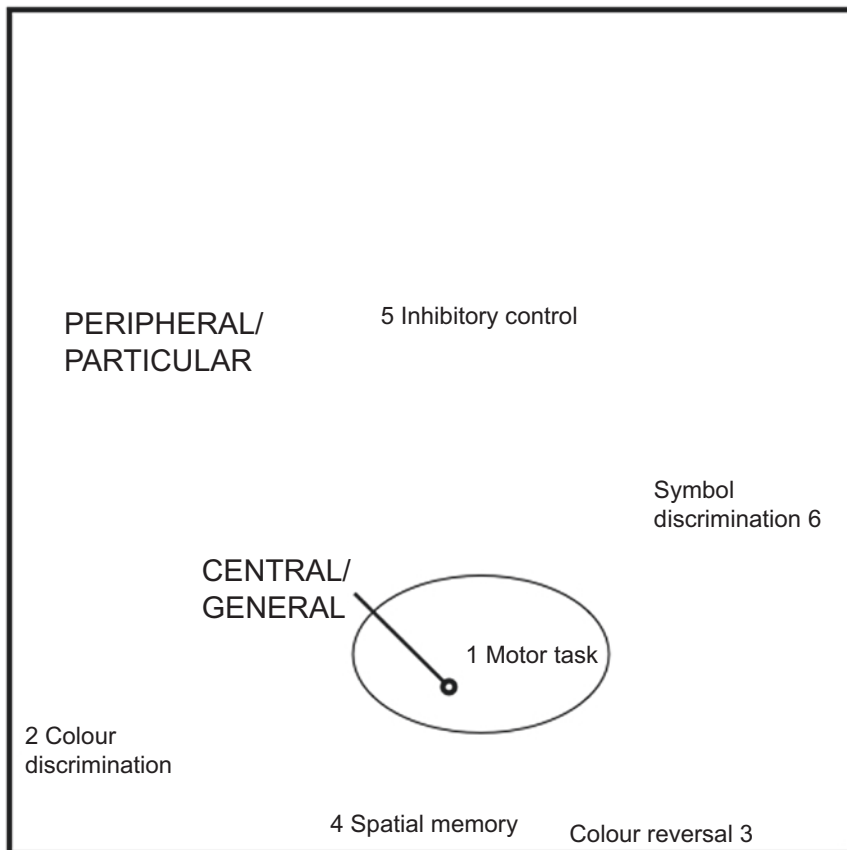 PERIPHERAL/
PARTICULAR
5 Inhibitory control
Symbol
discrimination 6
CENTRAL/
GENERAL
1 Motor task
2 Colour
discrimination
4 Spatial memory
Colour reversal 3